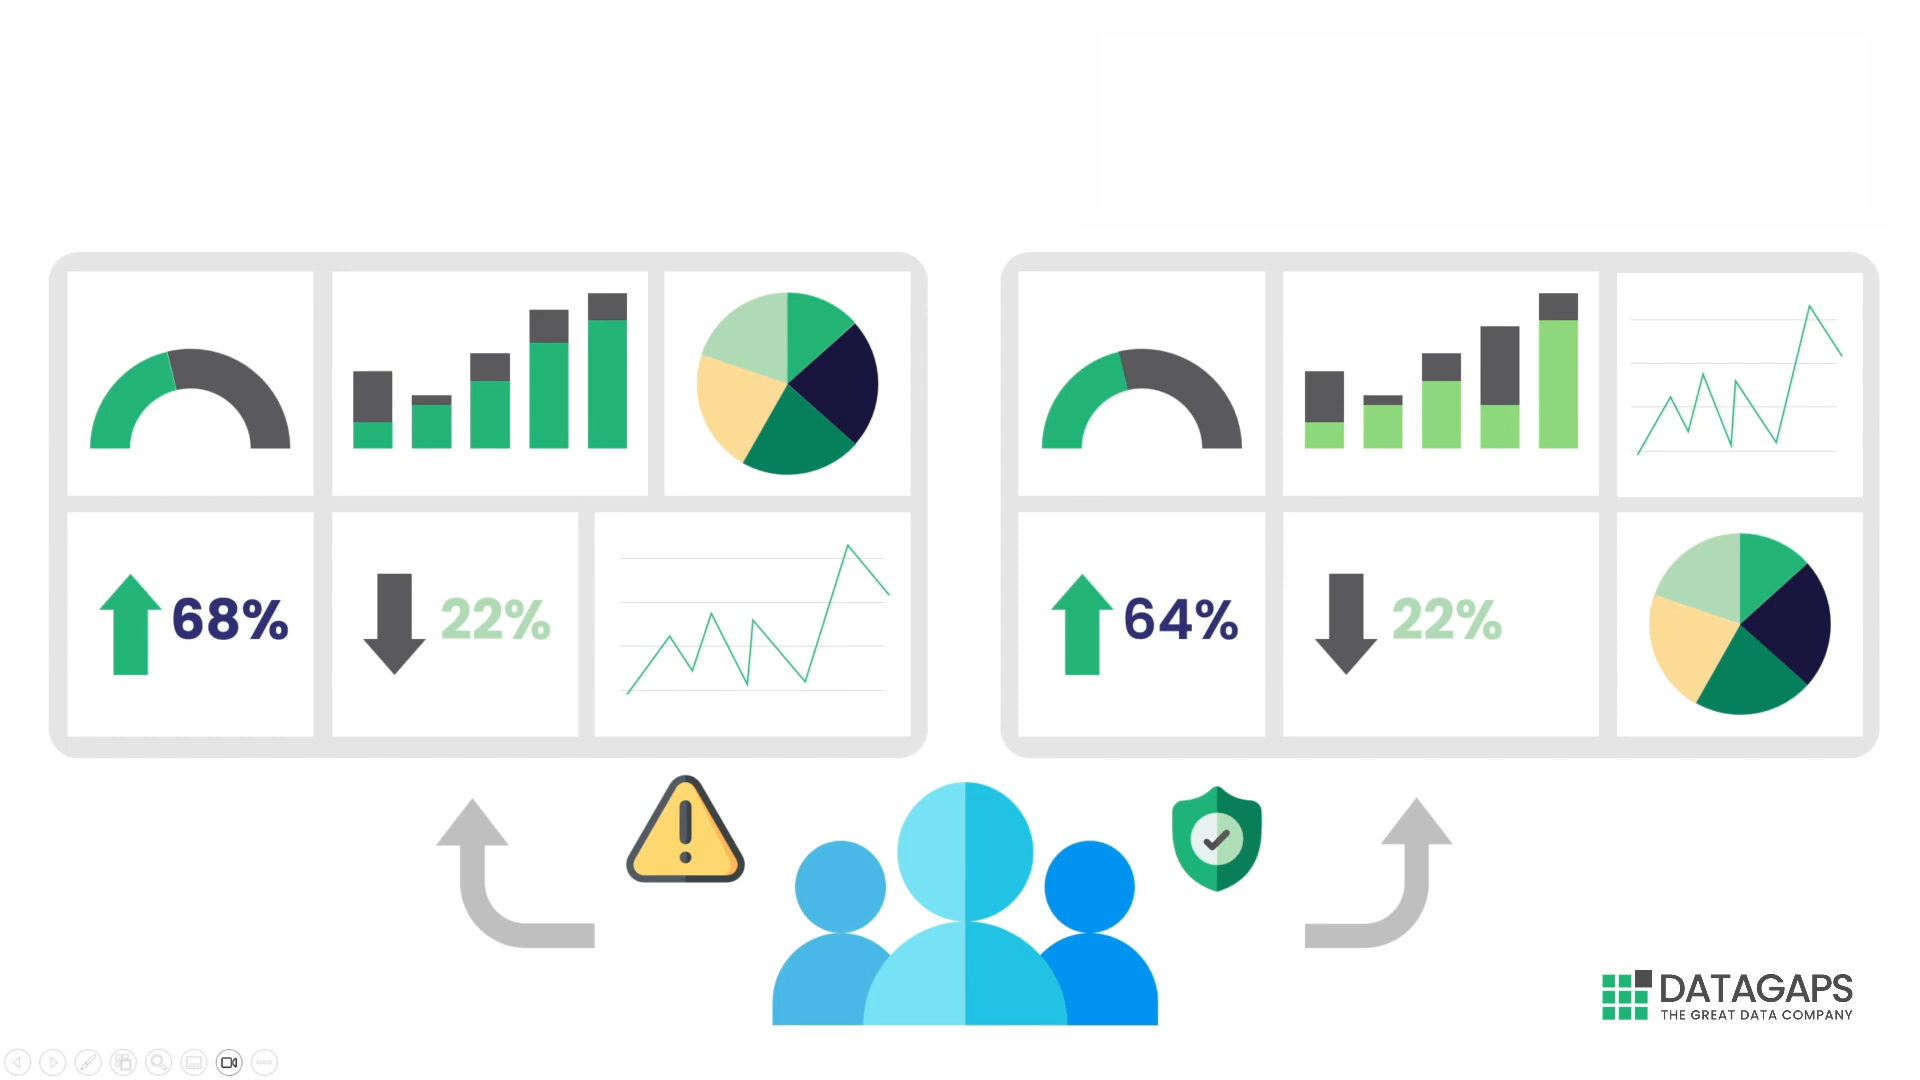 68%
22%
64%
22%
DATAGAPS
THE GREAT DATA COMPANY